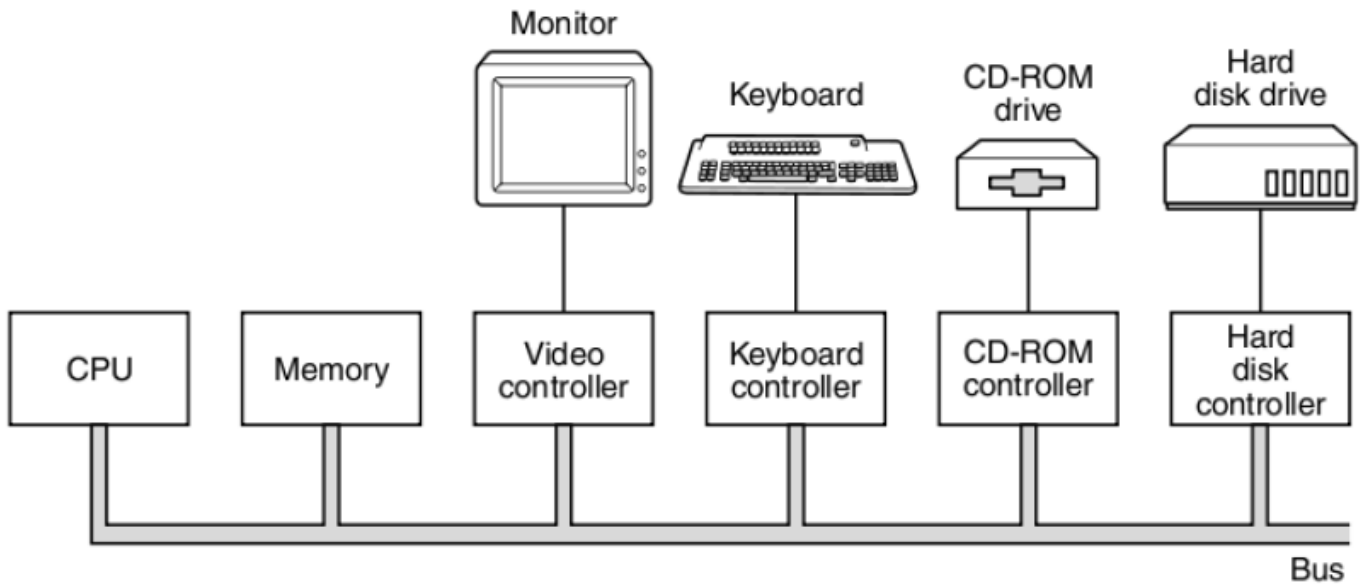 Monitor
Keyboard
CD-ROM
drive
Hard
disk drive
CPU
Memory
Video
controller
Keyboard
controller
CD-ROM
controller
Hard
disk
controller
Bus